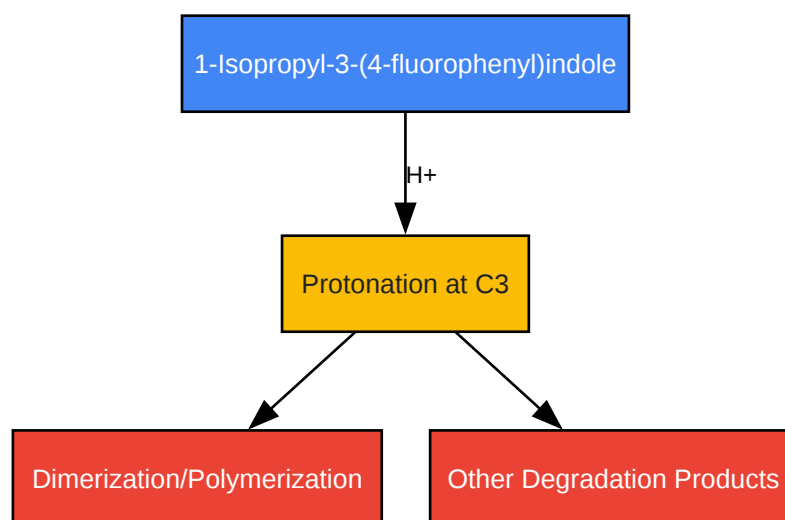 1-Isopropyl-3-(4-fluorophenyl)indole
H+
Protonation at C3
Dimerization/Polymerization
Other Degradation Products